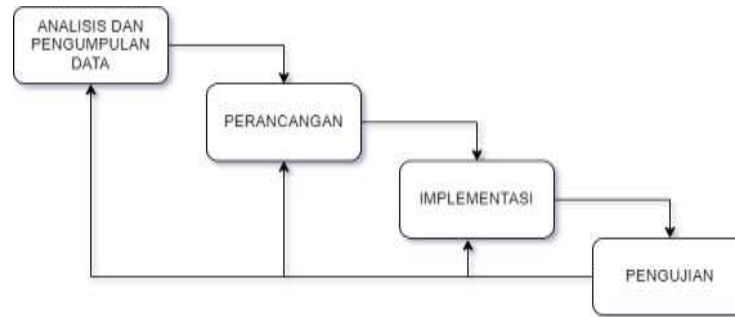 ANALISIS DAN
PENGUMPULAN
DATA
PERANCANGAN
IMPLEMENTASI
PENGUJIAN